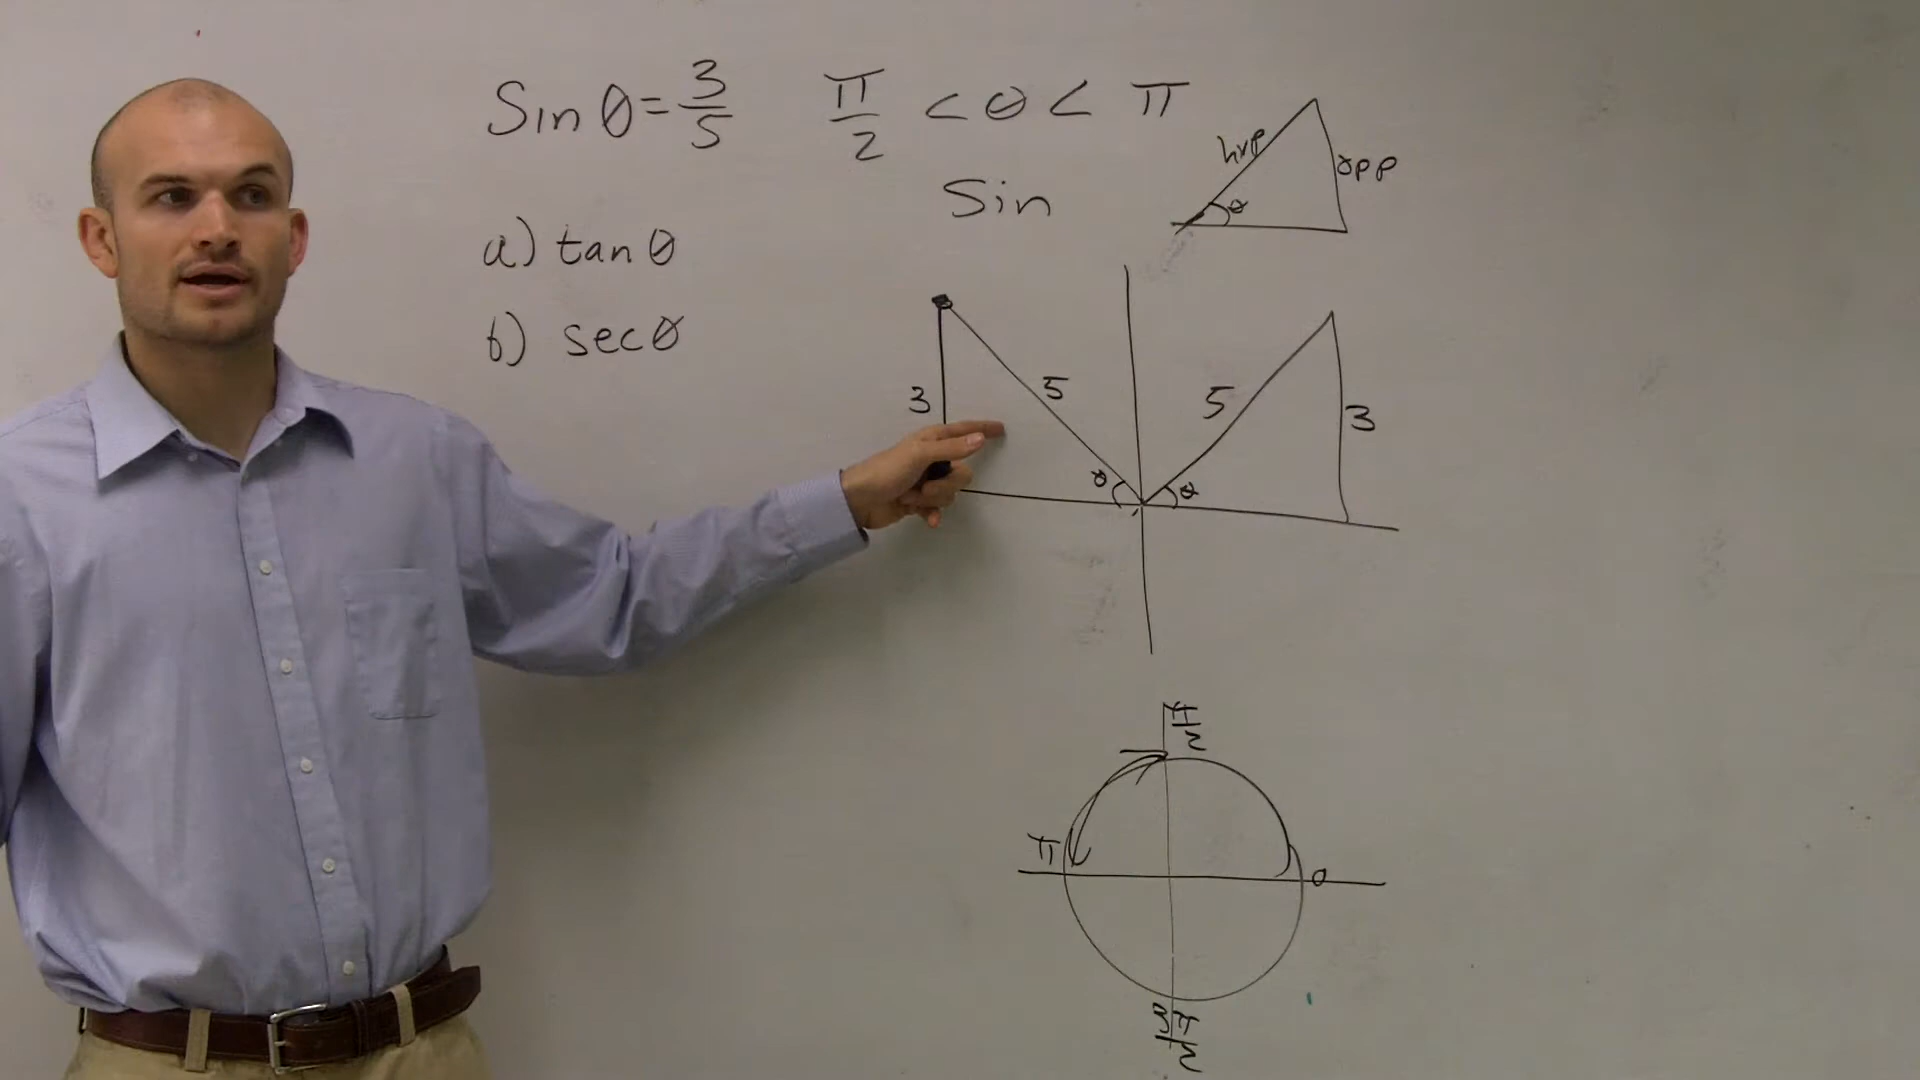 Sin θ = 3/5 π/2 < θ < π
Sin
a) tan θ
b) sec θ
hyp
opp
θ
3
5
θ
5
3
θ
π/2
π
0
3π/2